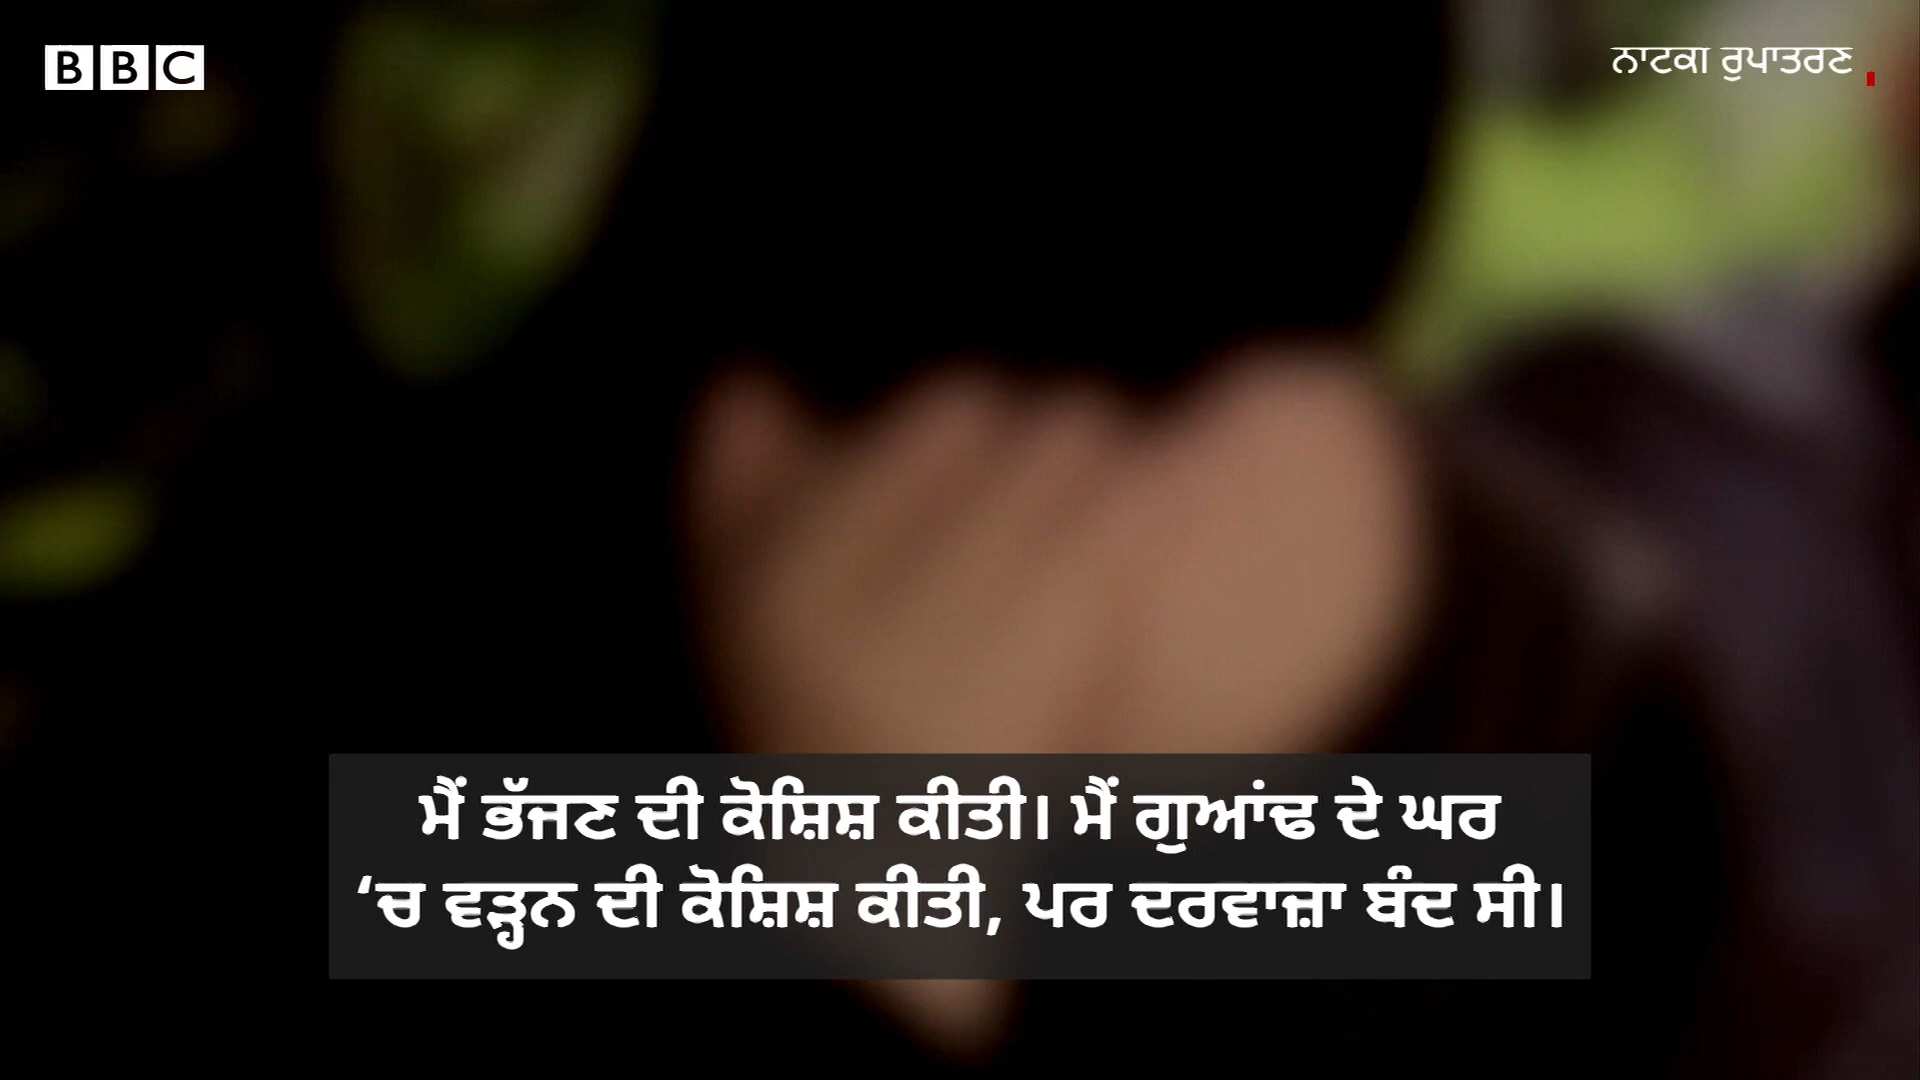 BBC
ਨਾਟਕੀ ਰੁਪਾਤਰਣ
ਮੈਂ ਭੱਜਣ ਦੀ ਕੋਸ਼ਿਸ਼ ਕੀਤੀ। ਮੈਂ ਗੁਆਂਢ ਦੇ ਘਰ
‘ਚ ਵੜ੍ਹਨ ਦੀ ਕੋਸ਼ਿਸ਼ ਕੀਤੀ, ਪਰ ਦਰਵਾਜ਼ਾ ਬੰਦ ਸੀ।